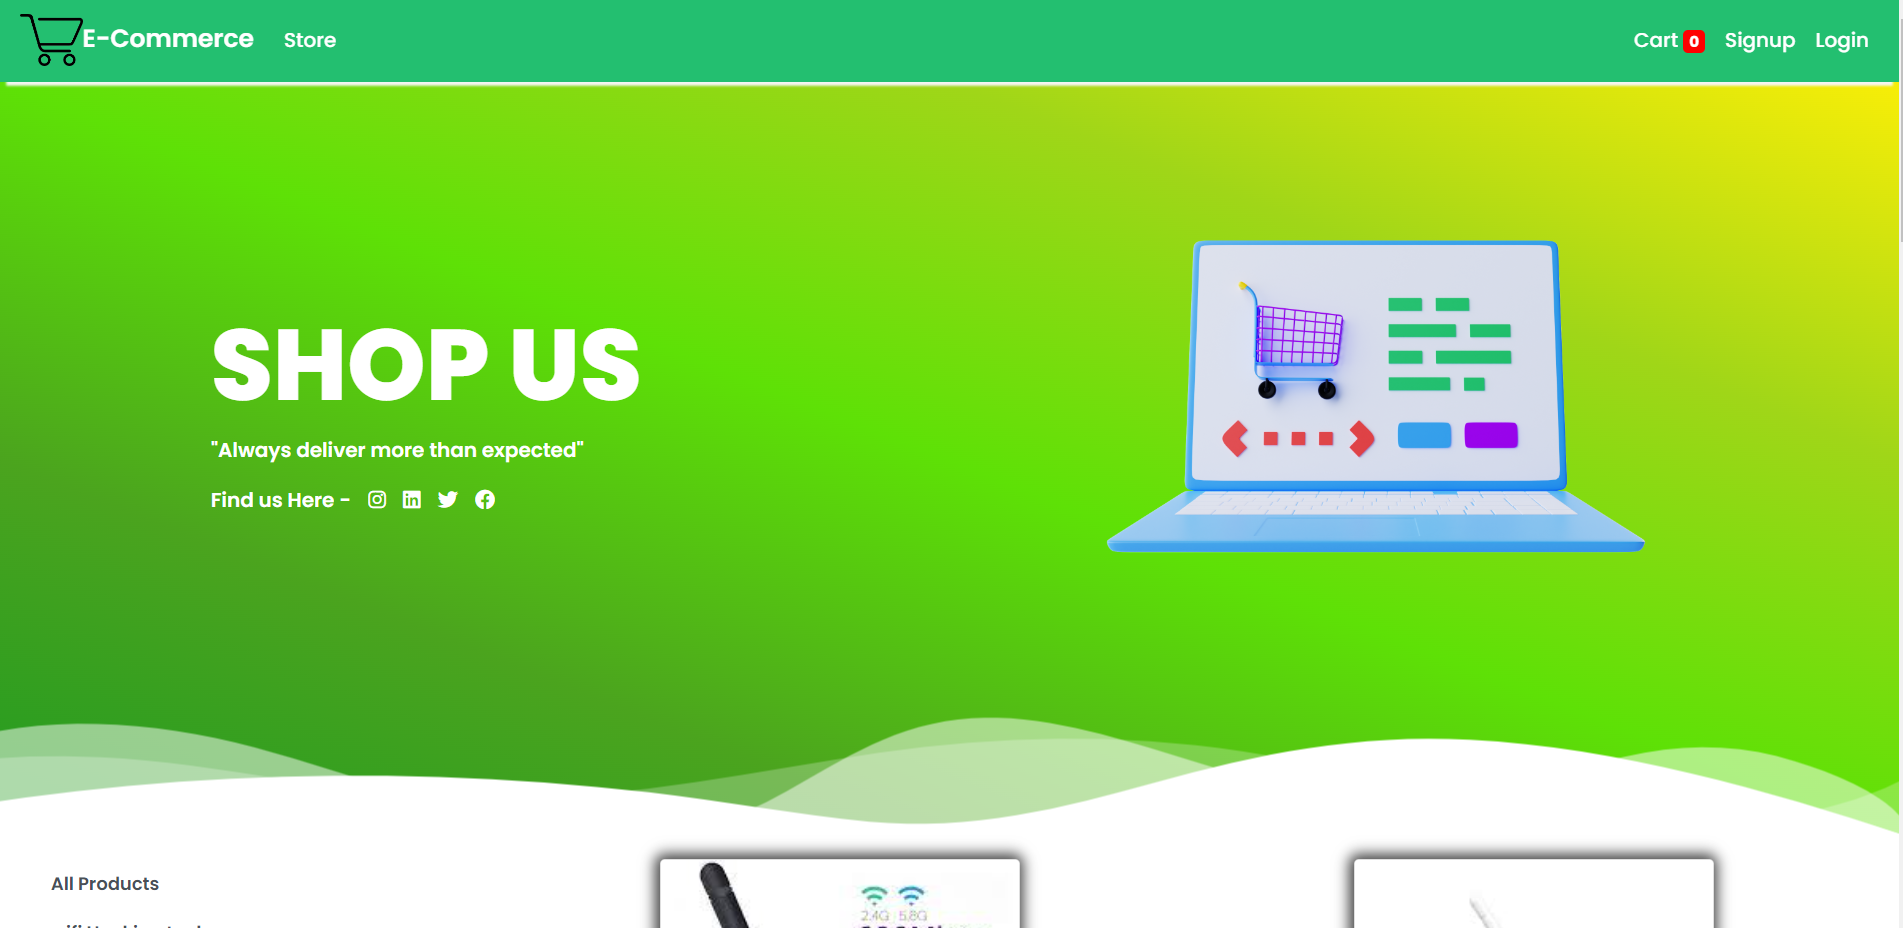 E-Commerce Store Cart 0 Signup Login
SHOP US
"Always deliver more than expected"
Find us Here -
All Products
2.4G 5.8G